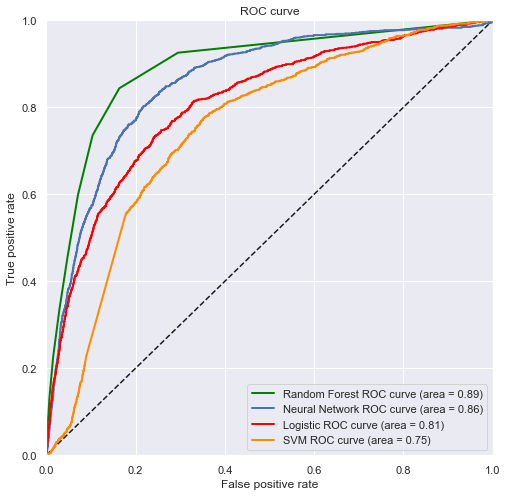 ROC curve
1.0
0.8
0.6
0.4
0.2
0.0
True positive rate
Random Forest ROC curve (area = 0.89)
Neural Network ROC curve (area = 0.86)
Logistic ROC curve (area = 0.81)
SVM ROC curve (area = 0.75)
0.0 0.2 0.4 0.6 0.8 1.0
False positive rate